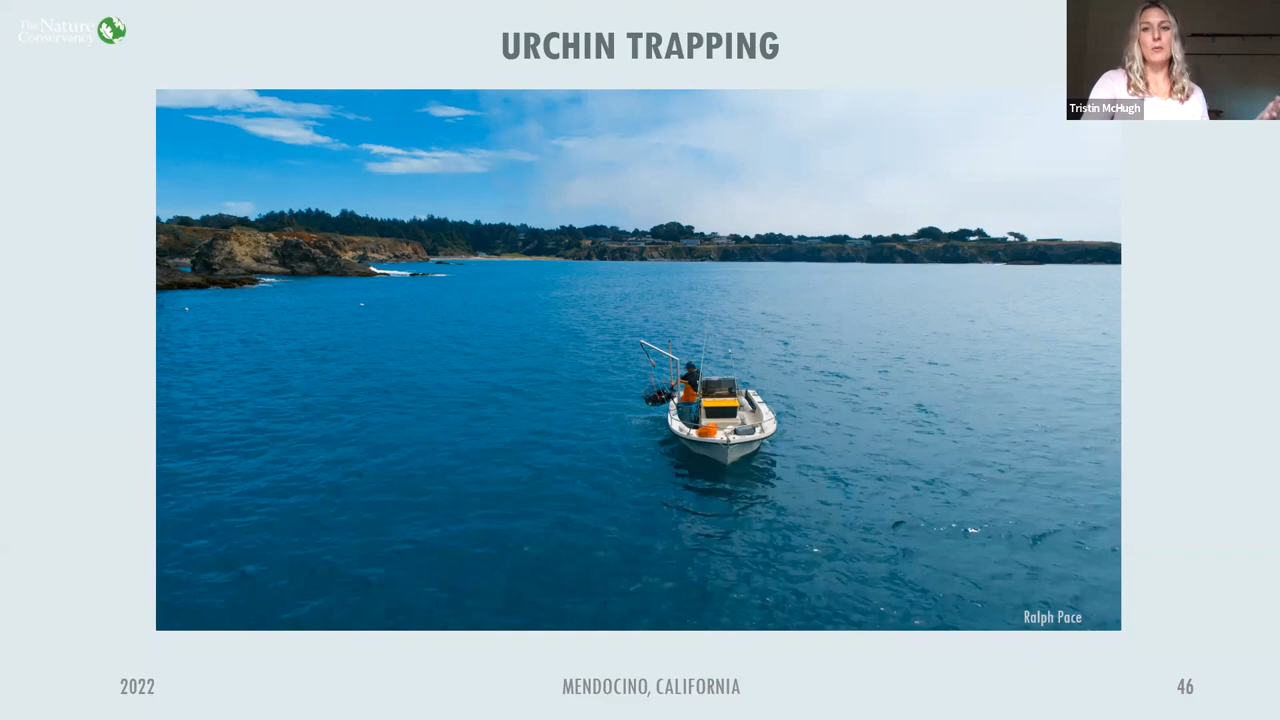 The Nature
Conservancy
URCHIN TRAPPING
Tristin McHugh
Ralph Pace
2022
MENDOCINO, CALIFORNIA
46